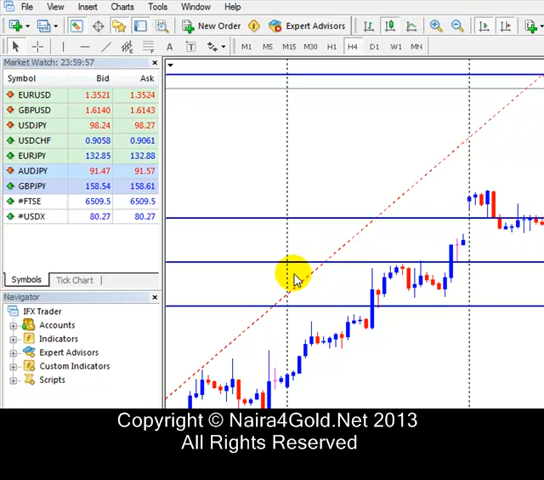 File View Insert Charts Tools Window Help
New Order Expert Advisors
A T M1 M5 M15 M30 H1 H4 D1 W1 MN
Market Watch: 23:59:57
Symbol Bid Ask
EURUSD 1.3521 1.3524
GBPUSD 1.6140 1.6143
USDJPY 98.24 98.27
USDCHF 0.9058 0.9061
EURJPY 132.85 132.88
AUDJPY 91.47 91.57
GBPJPY 158.54 158.61
#FTSE 6509.5 6509.5
#USDX 80.27 80.27
Symbols Tick Chart
Navigator
IFX Trader
Accounts
Indicators
Expert Advisors
Custom Indicators
Scripts
Copyright © Naira4Gold.Net 2013
All Rights Reserved